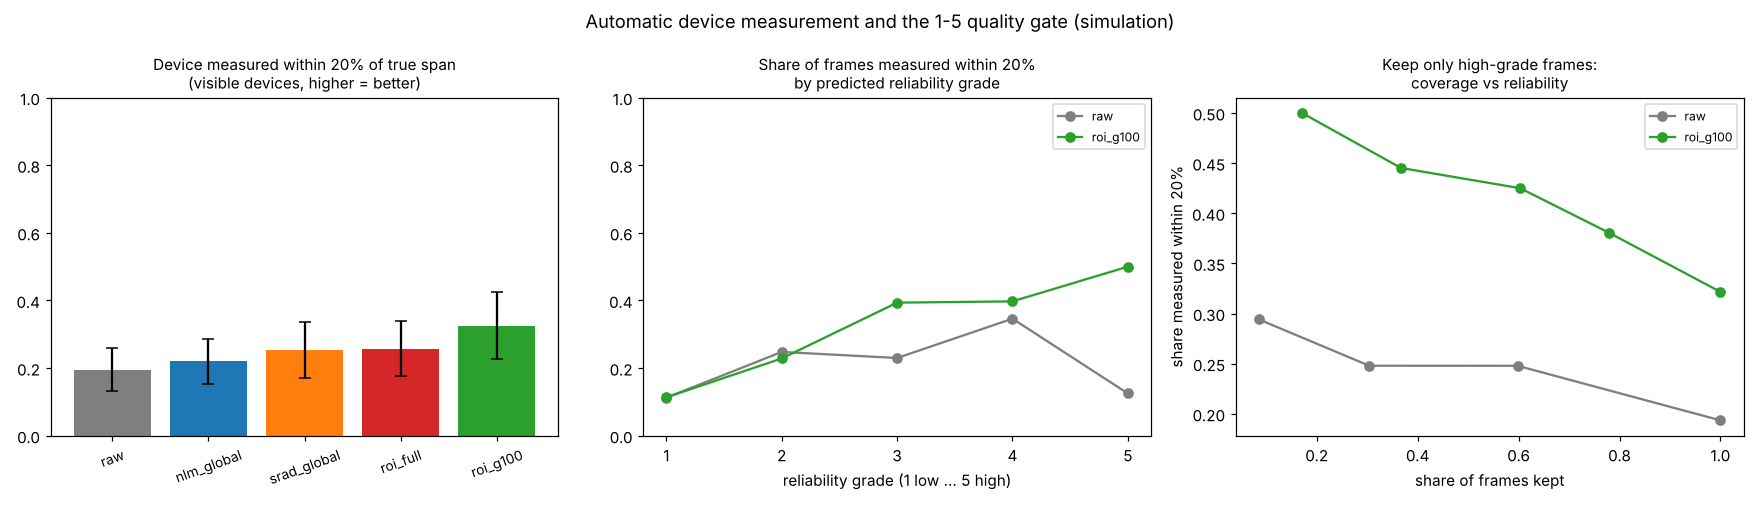 Automatic device measurement and the 1-5 quality gate (simulation)
Device measured within 20% of true span
(visible devices, higher = better)
1.0
0.8
0.6
0.4
0.2
0.0
raw
nlm_global
srad_global
roi_full
roi_g100
Share of frames measured within 20%
by predicted reliability grade
1.0
0.8
0.6
0.4
0.2
0.0
raw
roi_g100
1
2
3
4
5
reliability grade (1 low ... 5 high)
Keep only high-grade frames:
coverage vs reliability
share measured within 20%
0.50
0.45
0.40
0.35
0.30
0.25
0.20
raw
roi_g100
0.2
0.4
0.6
0.8
1.0
share of frames kept